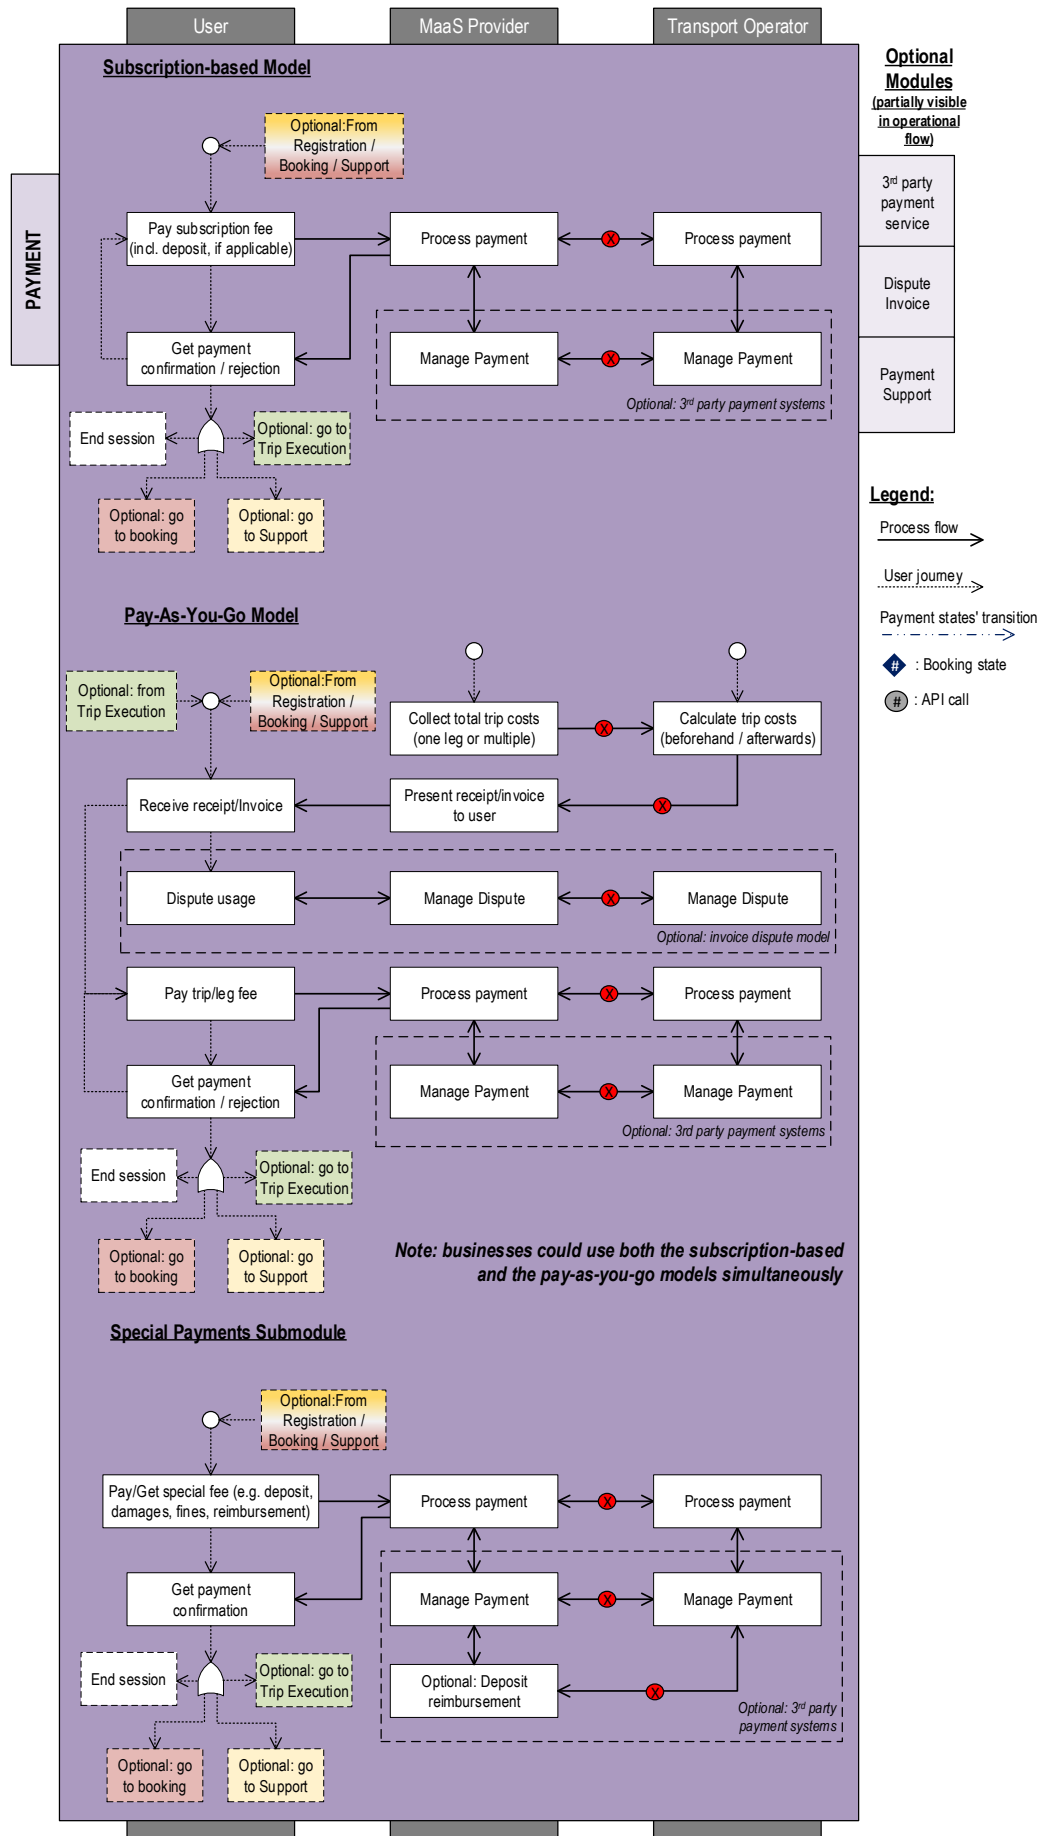 User
MaaS Provider
Transport Operator
Subscription-based Model
Optional
Modules
(partially visible
in operational
flow)
Optional:From
Registration /
Booking / Support
PAYMENT
3rd party
payment
service
Pay subscription fee
(incl. deposit, if applicable)
Process payment
X
Process payment
Dispute
Invoice
Get payment
confirmation / rejection
Manage Payment
X
Manage Payment
Optional: 3rd party payment systems
Payment
Support
End session
Optional: go to
Trip Execution
Optional: go
to booking
Optional: go
to Support
Legend:
Process flow
User journey
Payment states' transition
# : Booking state
# : API call
Pay-As-You-Go Model
Optional: from
Trip Execution
Optional:From
Registration /
Booking / Support
Collect total trip costs
(one leg or multiple)
X
Calculate trip costs
(beforehand / afterwards)
Receive receipt/Invoice
Present receipt/invoice
to user
X
Dispute usage
Manage Dispute
X
Manage Dispute
Optional: invoice dispute model
Pay trip/leg fee
Process payment
X
Process payment
Get payment
confirmation / rejection
Manage Payment
X
Manage Payment
Optional: 3rd party payment systems
End session
Optional: go to
Trip Execution
Optional: go
to booking
Optional: go
to Support
Note: businesses could use both the subscription-based
and the pay-as-you-go models simultaneously
Special Payments Submodule
Optional:From
Registration /
Booking / Support
Pay/Get special fee (e.g. deposit,
damages, fines, reimbursement)
Process payment
X
Process payment
Get payment
confirmation
Manage Payment
X
Manage Payment
End session
Optional: go to
Trip Execution
Optional: Deposit
reimbursement
X
Optional: 3rd party
payment systems
Optional: go
to booking
Optional: go
to Support